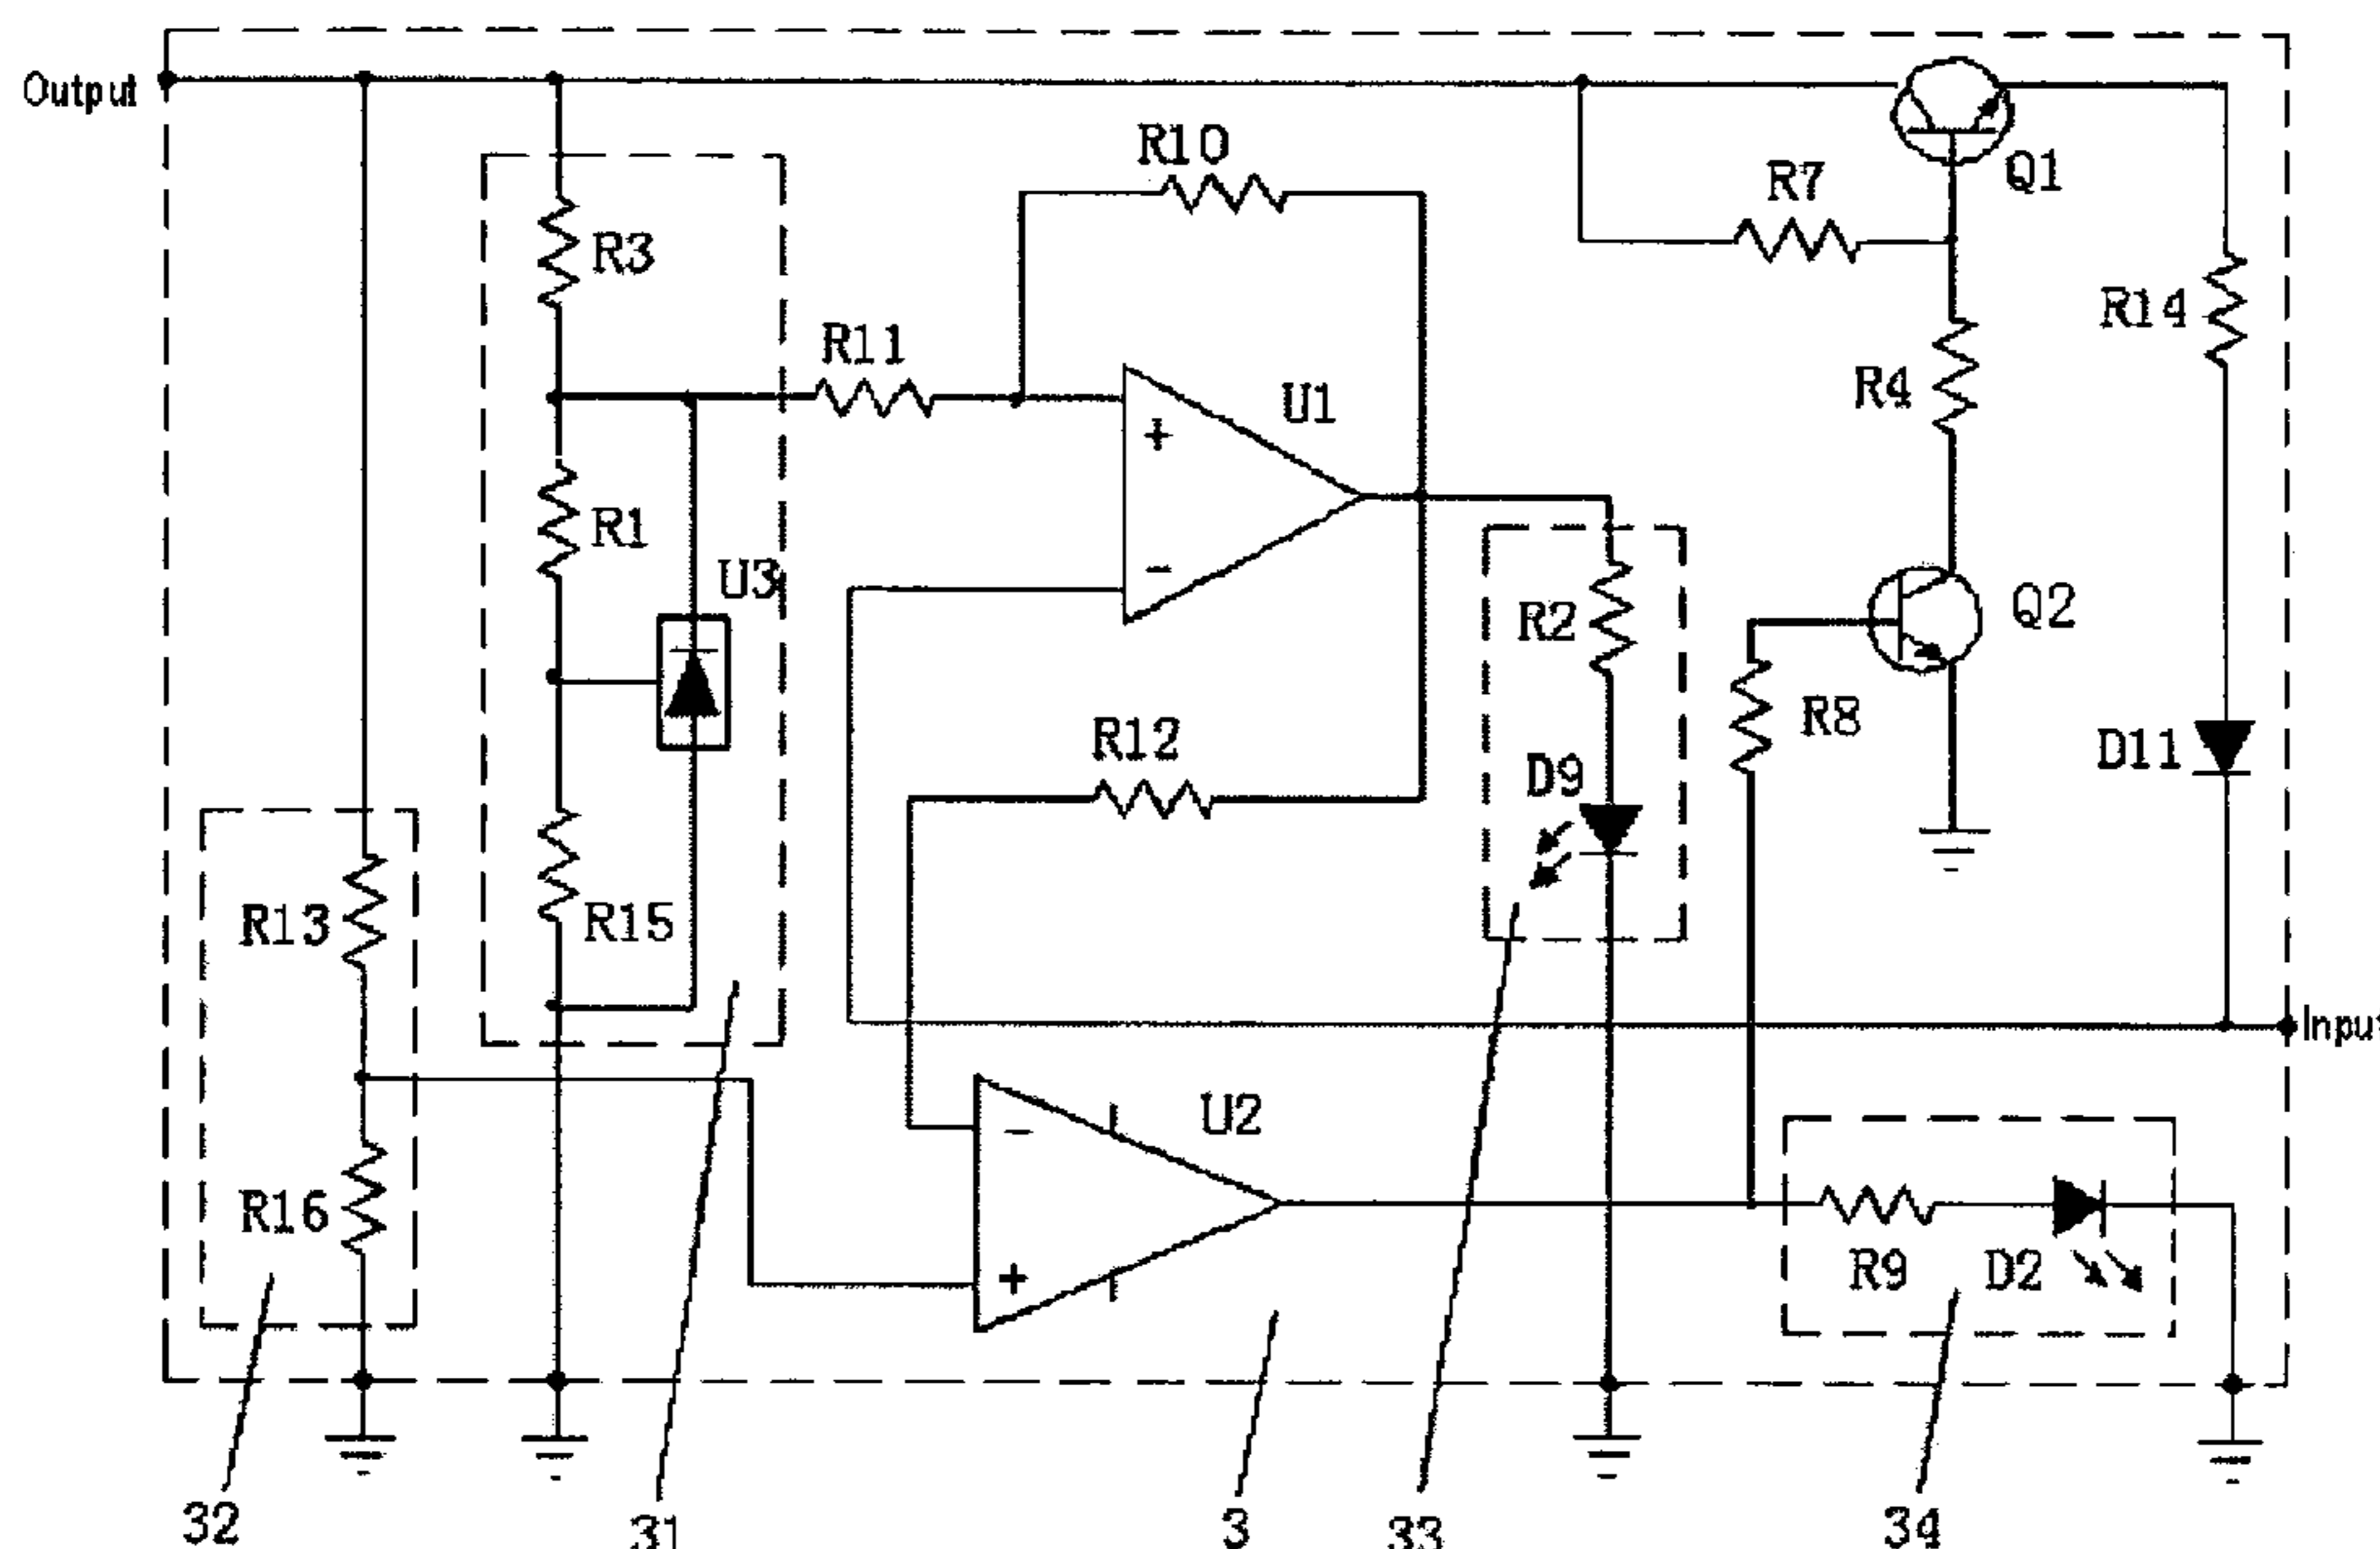 Output
R10
Q1
R7
R3
R14
R11
R4
U1
R1
U3
R2
Q2
R8
R12
D11
D9
R13
R15
Input
U2
R16
R9
D2
32
31
3
33
34
+
-
-
+